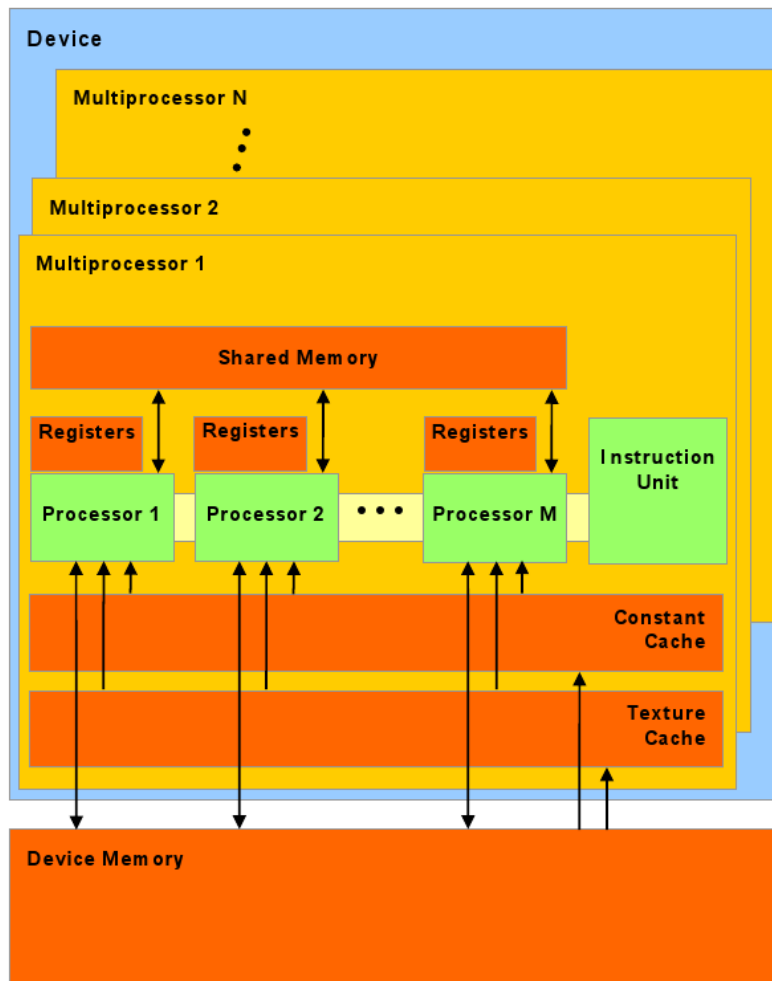 Device
Multiprocessor N
Multiprocessor 2
Multiprocessor 1
Shared Memory
Registers
Registers
Registers
Instruction
Unit
Processor 1
Processor 2
Processor M
Constant
Cache
Texture
Cache
Device Memory